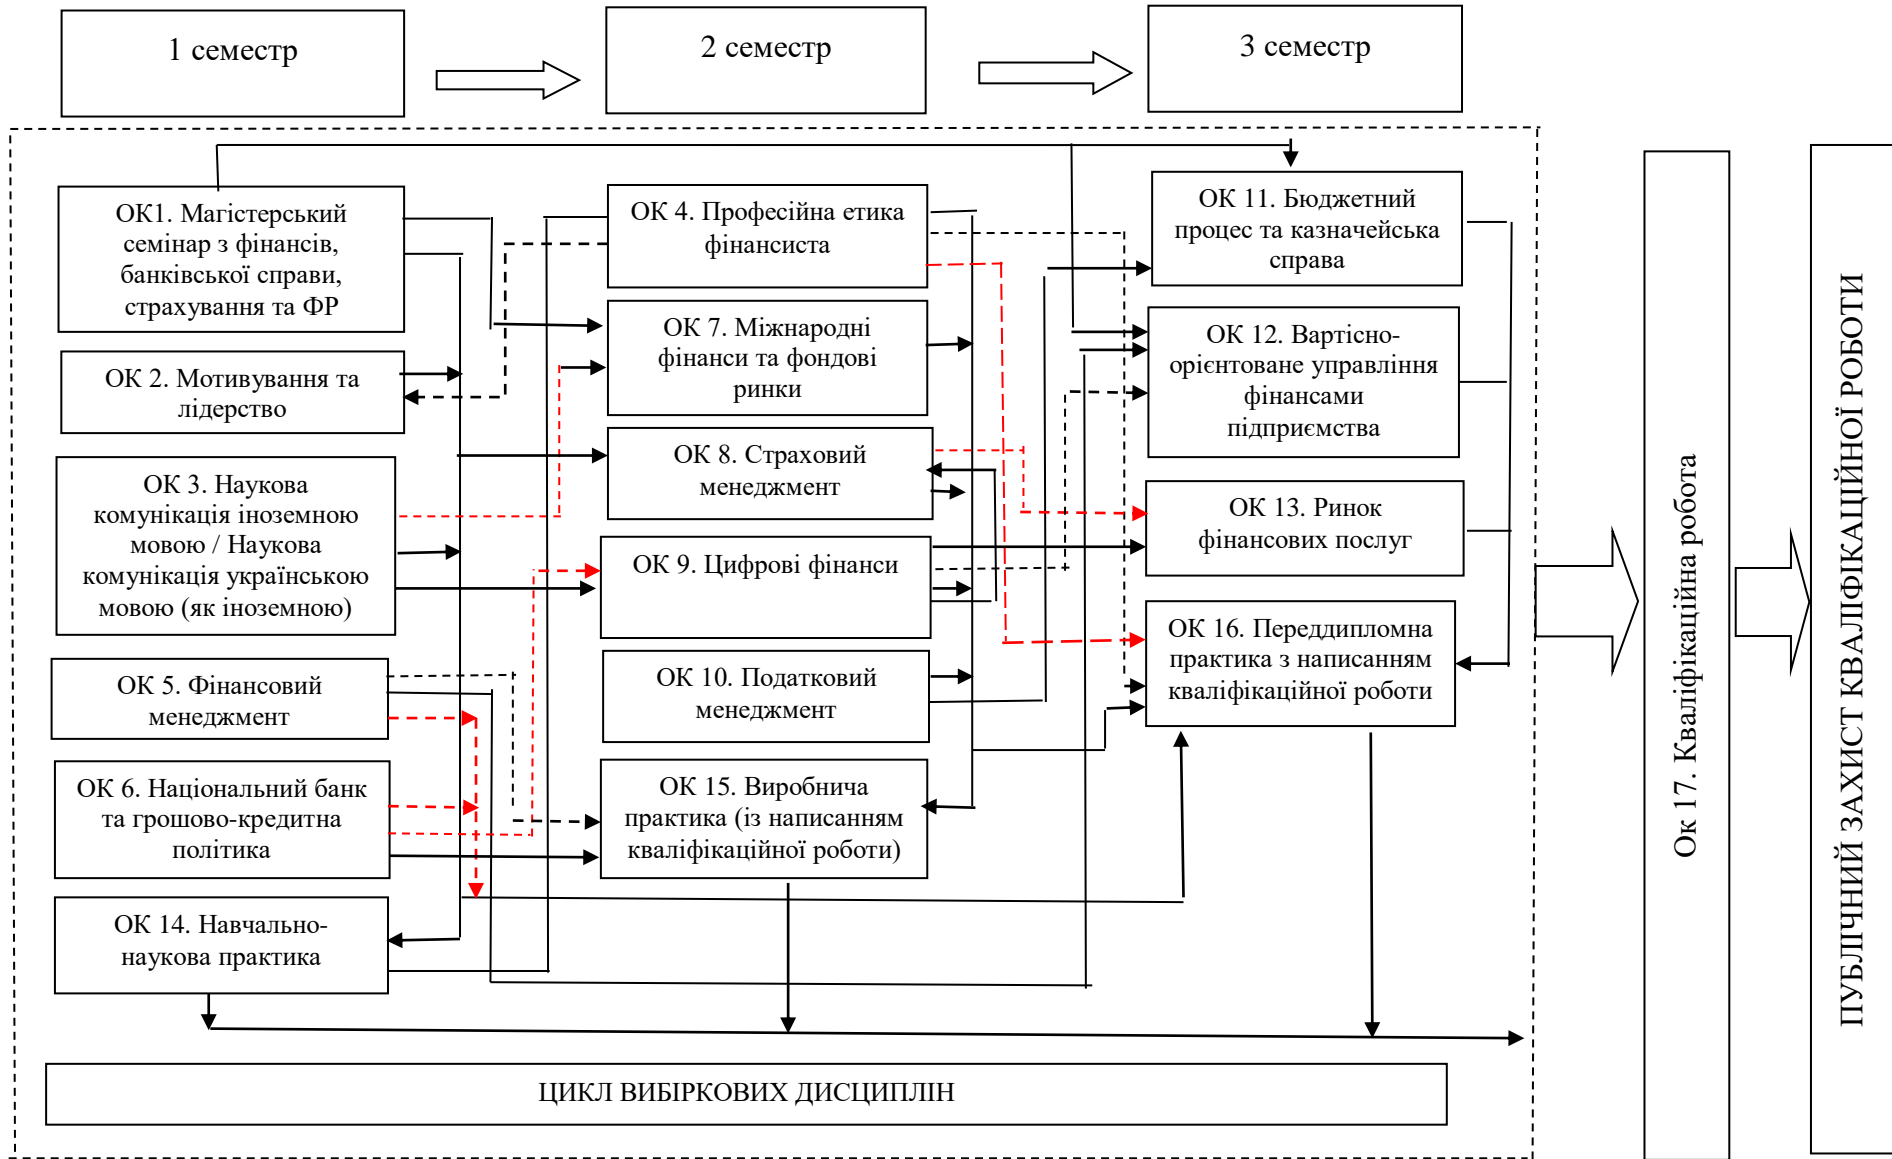 1 семестр
2 семестр
3 семестр
ОК1. Магістерський
семінар з фінансів,
банківської справи,
страхування та ФР
ОК 2. Мотивування та
лідерство
ОК 3. Наукова
комунікація іноземною
мовою / Наукова
комунікація українською
мовою (як іноземною)
ОК 5. Фінансовий
менеджмент
ОК 6. Національний банк
та грошово-кредитна
політика
ОК 14. Навчально-
наукова практика
ОК 4. Професійна етика
фінансиста
ОК 7. Міжнародні
фінанси та фондові
ринки
ОК 8. Страховий
менеджмент
ОК 9. Цифрові фінанси
ОК 10. Податковий
менеджмент
ОК 15. Виробнича
практика (із написанням
кваліфікаційної роботи)
ОК 11. Бюджетний
процес та казначейська
справа
ОК 12. Вартісно-
орієнтоване управління
фінансами
підприємства
ОК 13. Ринок
фінансових послуг
ОК 16. Переддипломна
практика з написанням
кваліфікаційної роботи
ЦИКЛ ВИБІРКОВИХ ДИСЦИПЛІН
Ок 17. Кваліфікаційна робота
ПУБЛІЧНИЙ ЗАХИСТ КВАЛІФІКАЦІЙНОЇ РОБОТИ